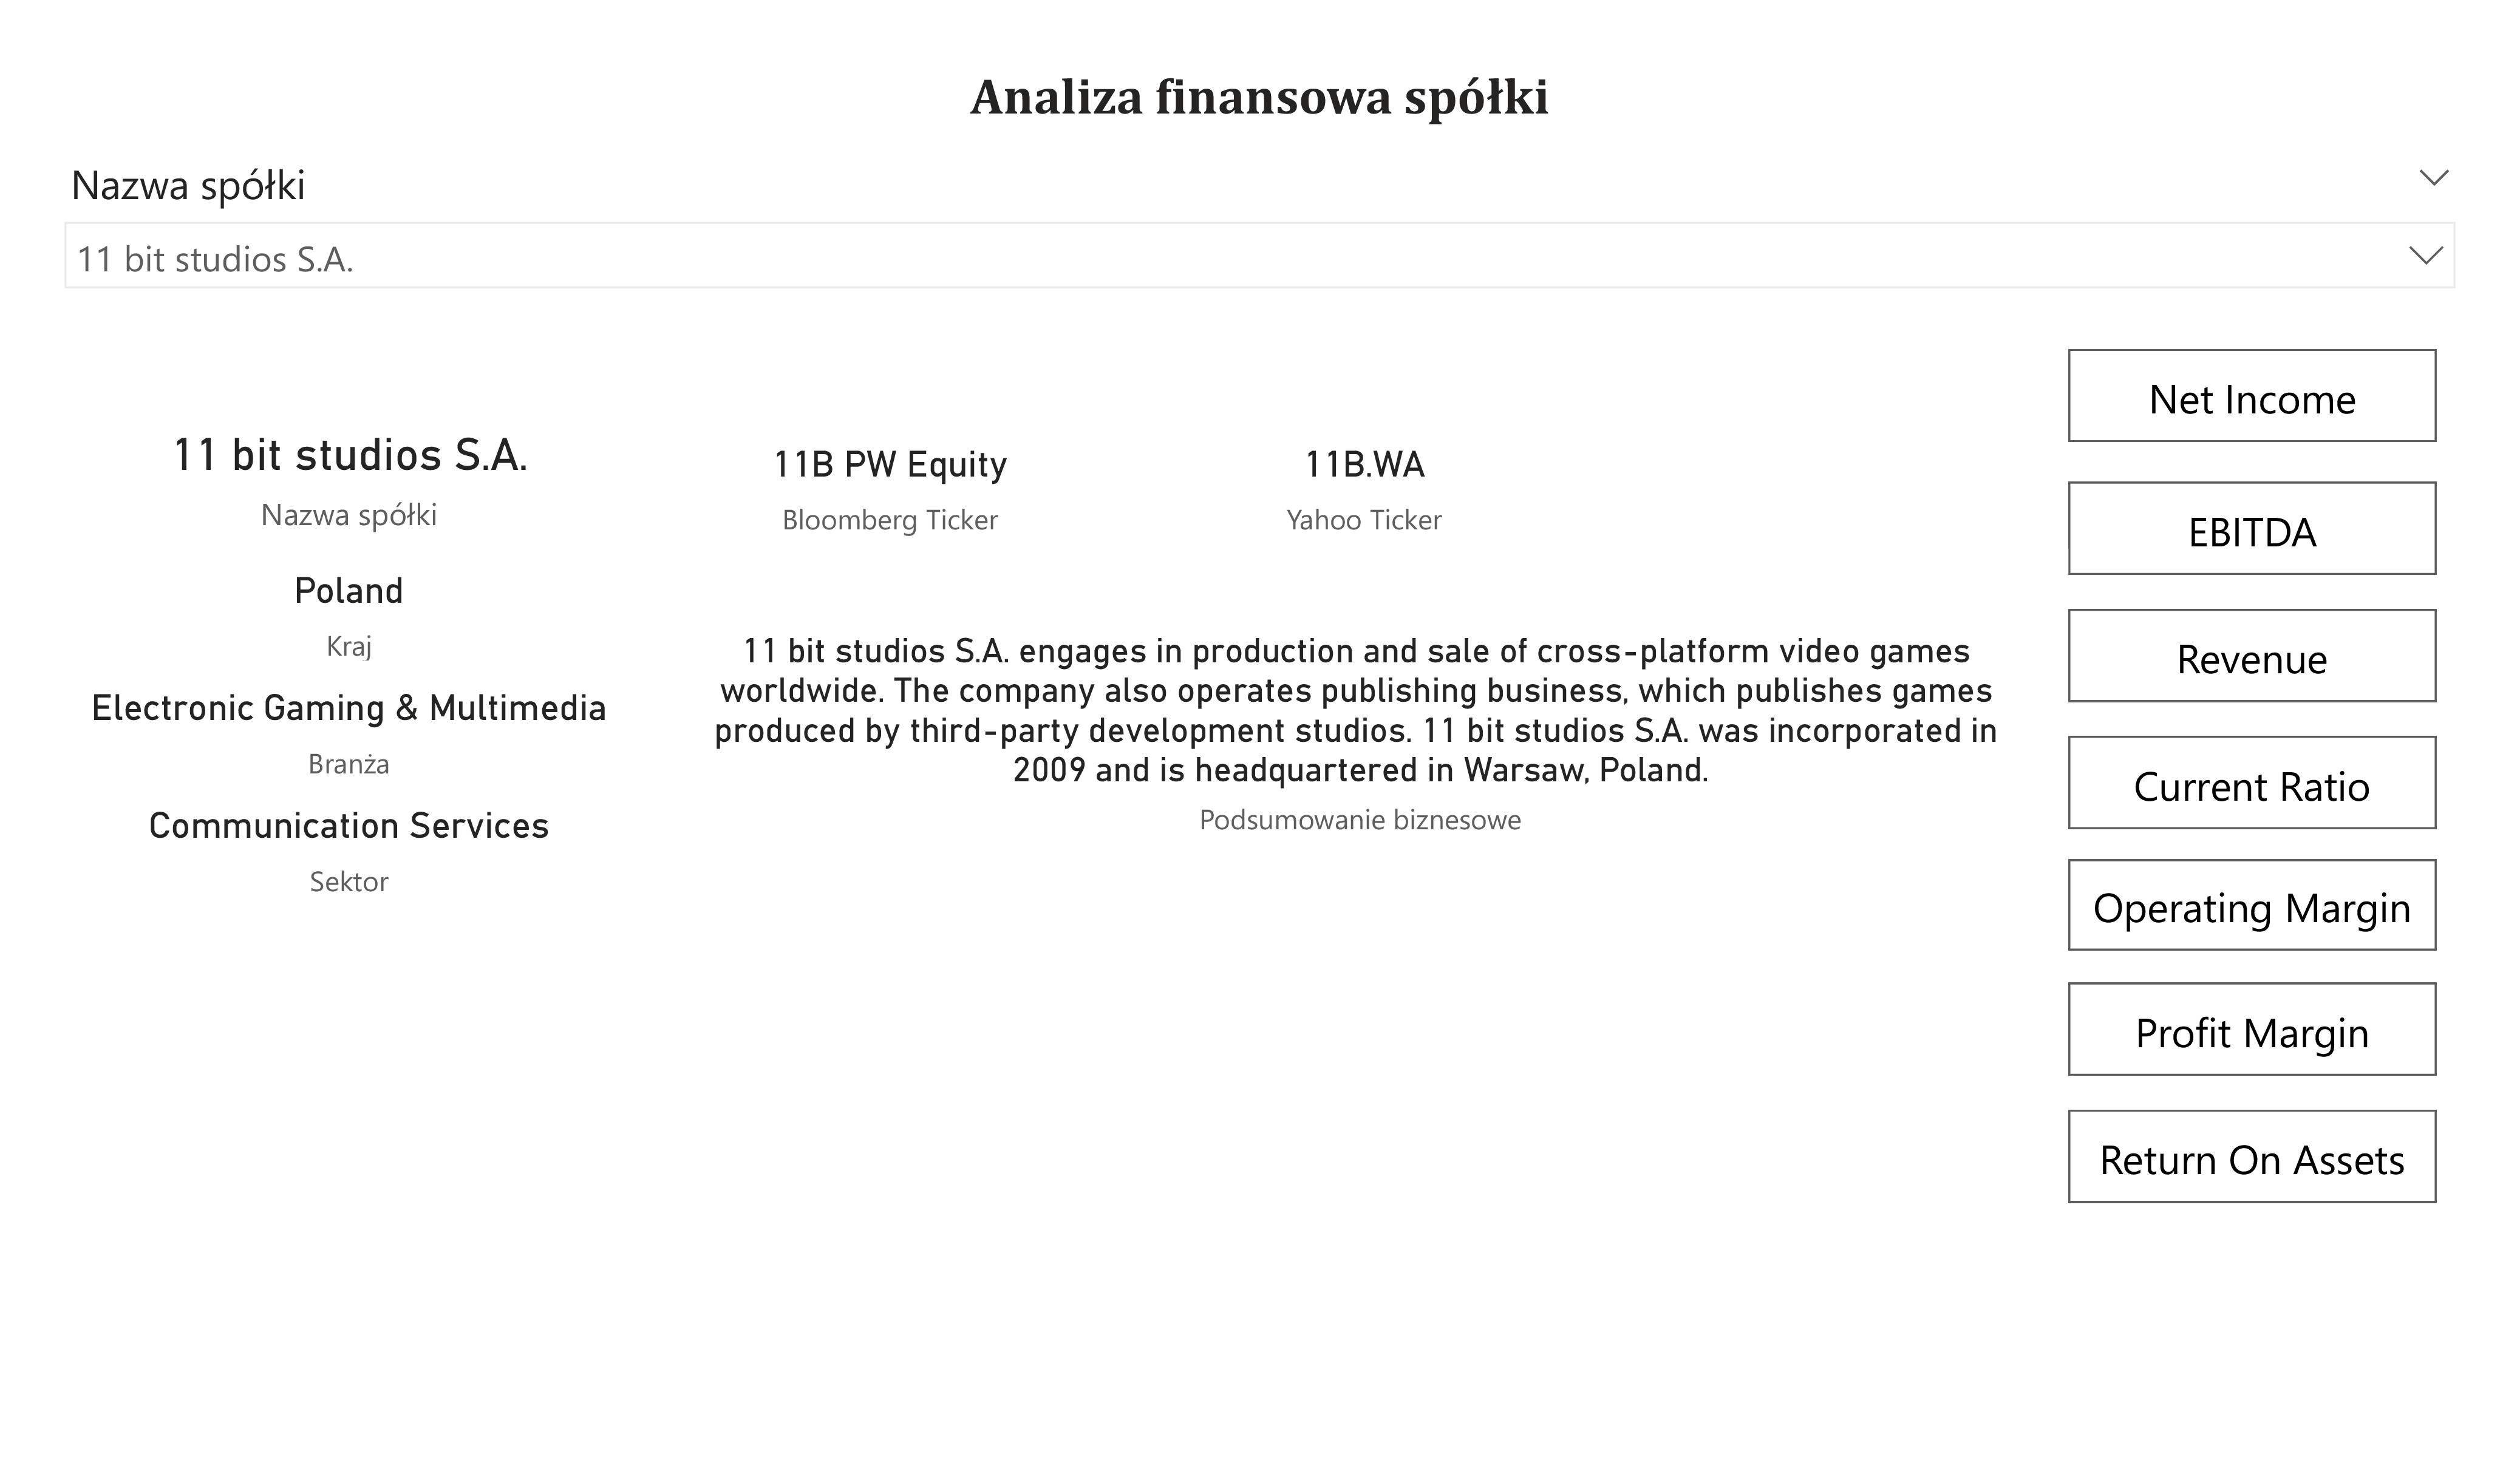 Analiza finansowa spółki
Nazwa spółki
11 bit studios S.A.
11 bit studios S.A.
Nazwa spółki
Poland
Kraj
Electronic Gaming & Multimedia
Branża
Communication Services
Sektor
11B PW Equity
Bloomberg Ticker
11B.WA
Yahoo Ticker
11 bit studios S.A. engages in production and sale of cross-platform video games
worldwide. The company also operates publishing business, which publishes games
produced by third-party development studios. 11 bit studios S.A. was incorporated in
2009 and is headquartered in Warsaw, Poland.
Podsumowanie biznesowe
Net Income
EBITDA
Revenue
Current Ratio
Operating Margin
Profit Margin
Return On Assets